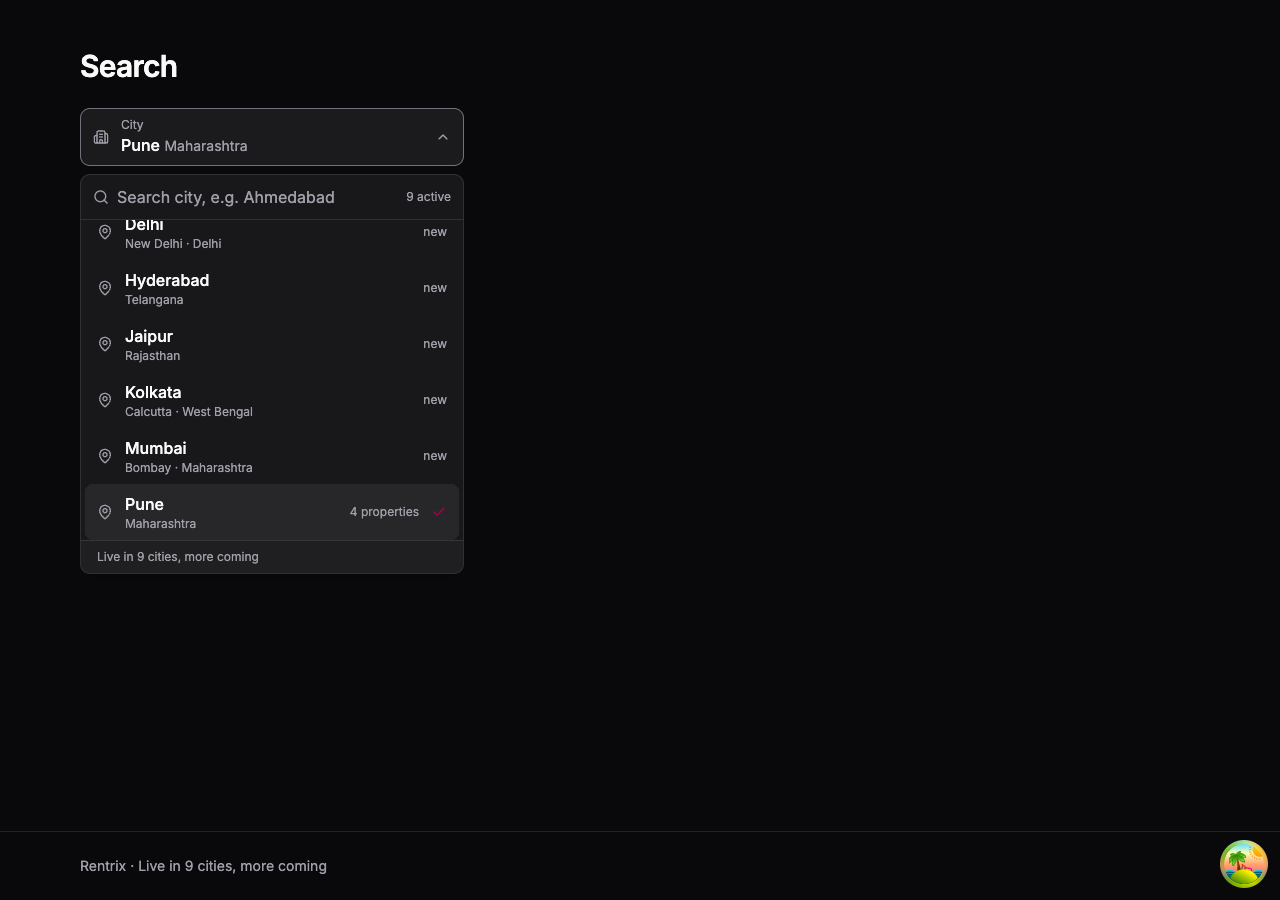 Search
City
Pune Maharashtra
Search city, e.g. Ahmedabad 9 active
Delhi new
New Delhi · Delhi
Hyderabad new
Telangana
Jaipur new
Rajasthan
Kolkata new
Calcutta · West Bengal
Mumbai new
Bombay · Maharashtra
Pune 4 properties
Maharashtra
Live in 9 cities, more coming
Rentrix · Live in 9 cities, more coming